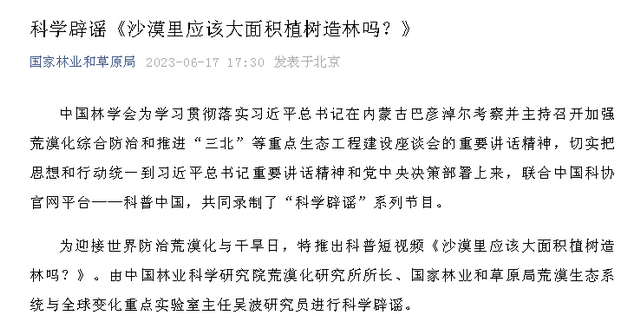 科学辟谣《沙漠里应该大面积植树造林吗？》
国家林业和草原局 2023-06-17 17:30 发表于北京
中国林学会为学习贯彻落实习近平总书记在内蒙古巴彦淖尔考察并主持召开加强
荒漠化综合防治和推进“三北”等重点生态工程建设座谈会的重要讲话精神，切实把
思想和行动统一到习近平总书记重要讲话精神和党中央决策部署上来，联合中国科协
官网平台——科普中国，共同录制了“科学辟谣”系列节目。
为迎接世界防治荒漠化与干旱日，特推出科普短视频《沙漠里应该大面积植树造
林吗？》。由中国林业科学研究院荒漠化研究所所长、国家林业和草原局荒漠生态系
统与全球变化重点实验室主任吴波研究员进行科学辟谣。